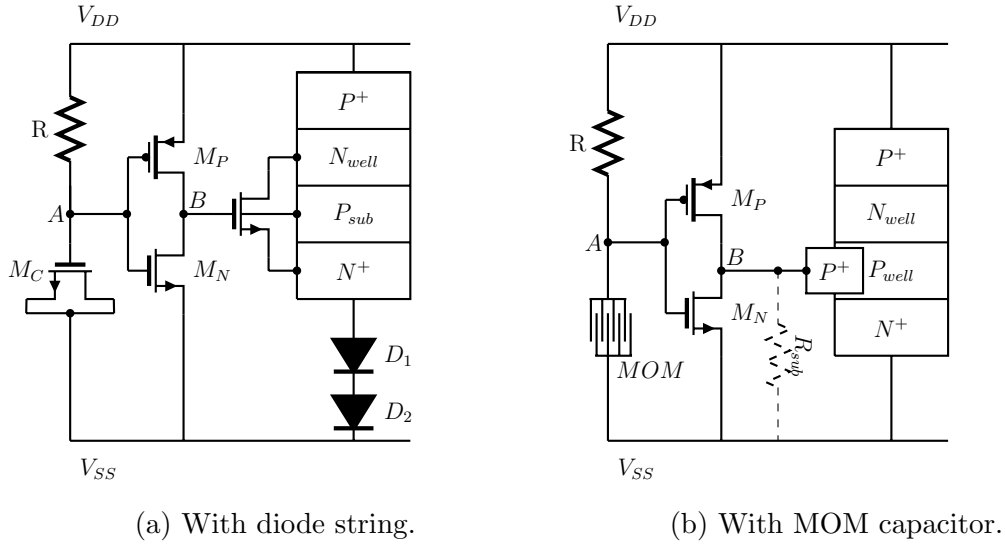 V_DD
P^+
R
M_P
N_well
A
B
P_sub
M_C
M_N
N^+
D_1
D_2
V_SS
(a) With diode string.
V_DD
R
P^+
M_P
N_well
A
B
P^+
P_well
M_N
R_sub
N^+
MOM
V_SS
(b) With MOM capacitor.